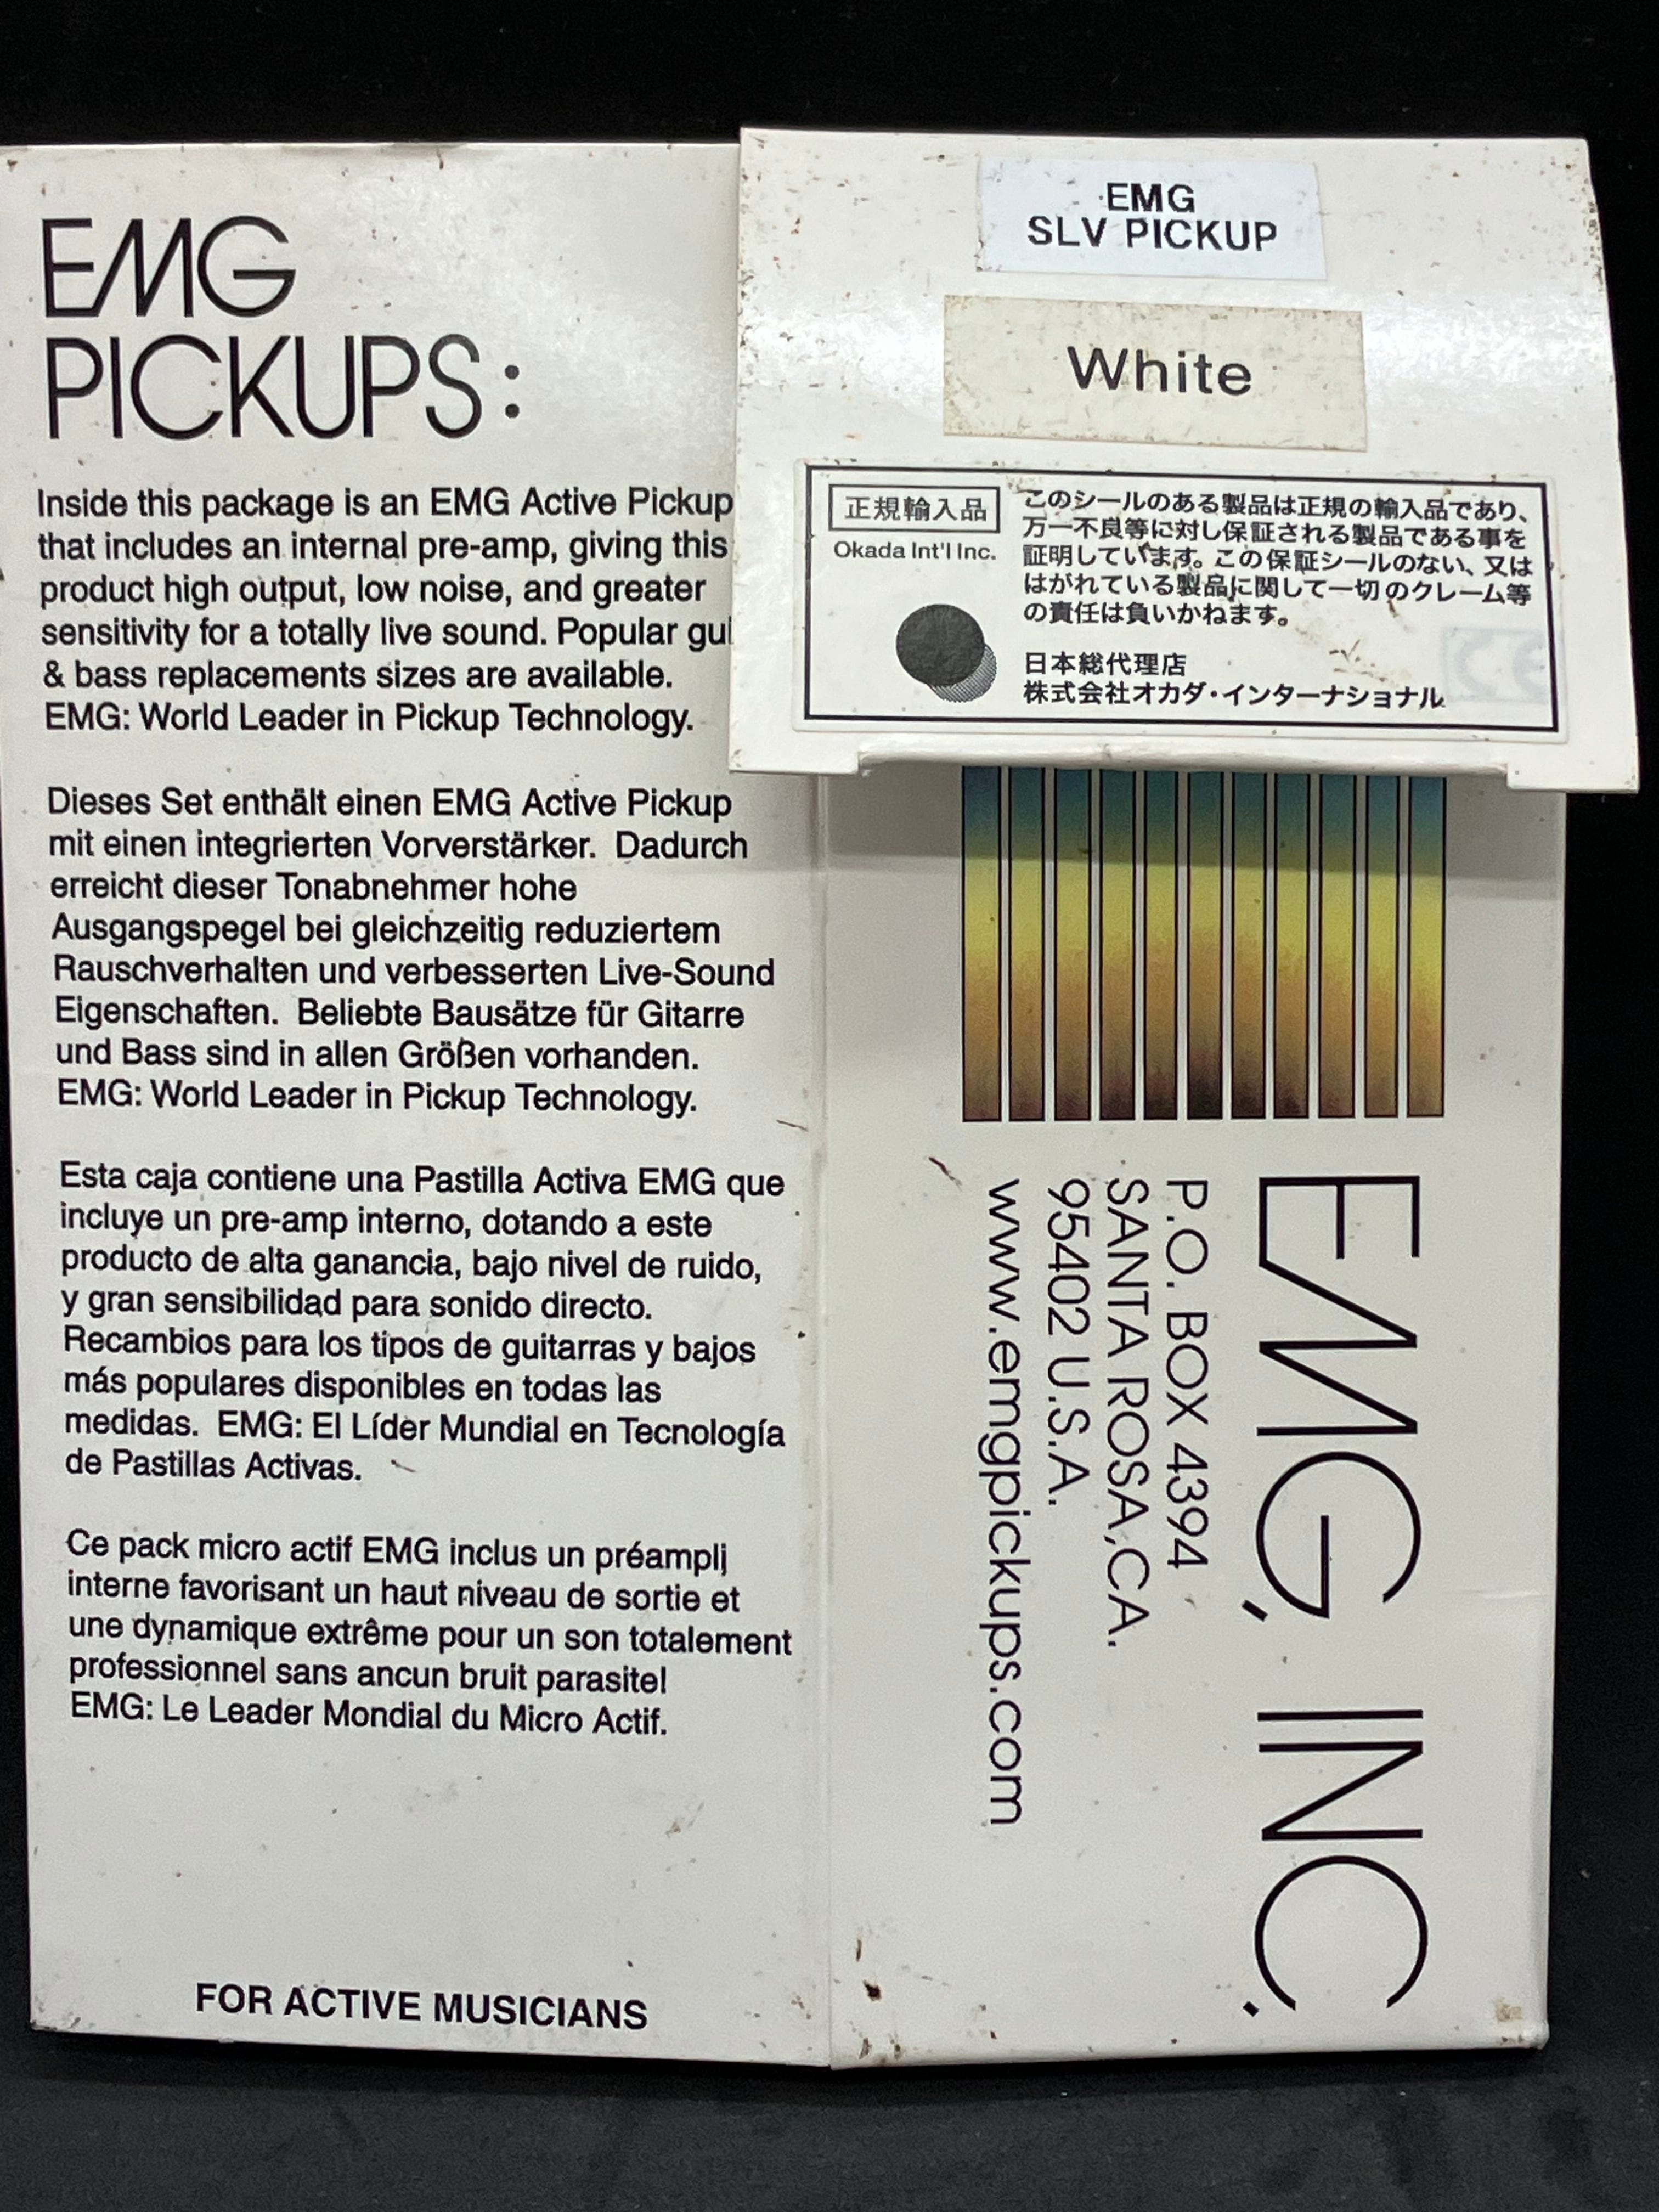 EMG
PICKUPS:
Inside this package is an EMG Active Pickup
that includes an internal pre-amp, giving this
product high output, low noise, and greater
sensitivity for a totally live sound. Popular
& bass replacements sizes are available.
EMG: World Leader in Pickup Technology.
Dieses Set enthält einen EMG Active Pickup
mit einen integrierten Vorverstärker. Dadurch
erreicht dieser Tonabnehmer hohe
Ausgangspegel bei gleichzeitig reduziertem
Rauschverhalten und verbesserten Live-Sound
Eigenschaften. Beliebte Bausätze für Gitarre
und Bass sind in allen Größen vorhanden.
EMG: World Leader in Pickup Technology.
Esta caja contiene una Pastilla Activa EMG que
incluye un pre-amp interno, dotando a este
producto de alta ganancia, bajo nivel de ruido,
y gran sensibilidad para sonido directo.
Recambios para los tipos de guitarras y bajos
más populares disponibles en todas las
medidas. EMG: El Líder Mundial en Tecnología
de Pastillas Activas.
Ce pack micro actif EMG inclus un préampli
interne favorisant un haut niveau de sortie et
une dynamique extrême pour un son totalement
professionnel sans ancun bruit parasite!
EMG: Le Leader Mondial du Micro Actif.
FOR ACTIVE MUSICIANS
EMG
SLV PICKUP
White
正規輸入品
Okada Int'l Inc.
このシールのある製品は正規の輸入品であり、
万一不良等に対し保証される製品である事を
証明しています。この保証シールのない、又は
はがれている製品に関して一切のクレーム等
の責任は負いかねます。
日本総代理店
株式会社オカダ・インターナショナル
EMG, INC.
P.O. BOX 4394
SANTA ROSA, CA.
95402 U.S.A.
www.emgpickups.com